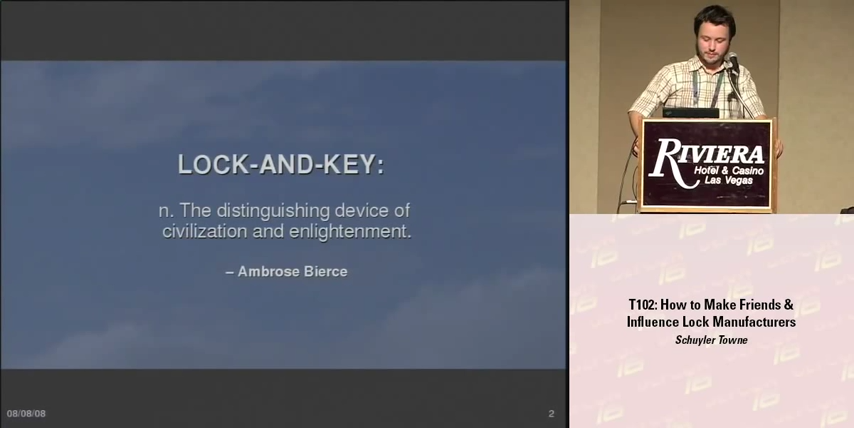 LOCK-AND-KEY:
n. The distinguishing device of
civilization and enlightenment.
– Ambrose Bierce
08/08/08
2
RIVIERA
Hotel & Casino
Las Vegas
T102: How to Make Friends &
Influence Lock Manufacturers
Schuyler Towne